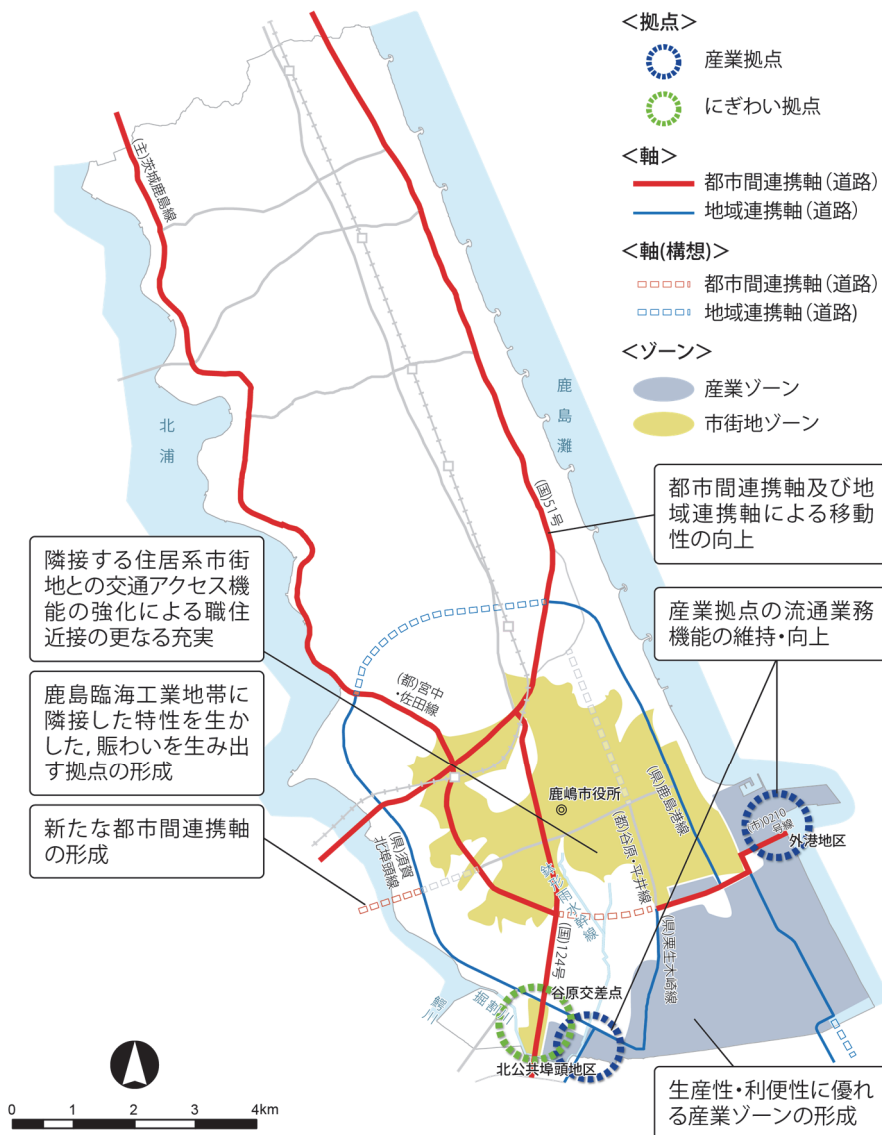 <拠点>
産業拠点
にぎわい拠点
<軸>
都市間連携軸(道路)
地域連携軸(道路)
<軸(構想)>
都市間連携軸(道路)
地域連携軸(道路)
<ゾーン>
産業ゾーン
市街地ゾーン
(主)茨城鹿島線
北浦
鹿島灘
(国)51号
都市間連携軸及び地
域連携軸による移動
性の向上
隣接する住居系市街
地との交通アクセス機
能の強化による職住
近接の更なる充実
産業拠点の流通業務
機能の維持・向上
(都)宮中
・佐田線
鹿島臨海工業地帯に
隣接した特性を生か
した,賑わいを生み出
す拠点の形成
鹿嶋市役所
(県)鹿島港線
(市)0210
号線
外港地区
新たな都市間連携軸
の形成
(県)須賀
北埠頭線
(都)谷原・平井線
(国)124号
(県)粟生木崎線
谷原交差点
堀割川
北公共埠頭地区
生産性・利便性に優れ
る産業ゾーンの形成
0 1 2 3 4km